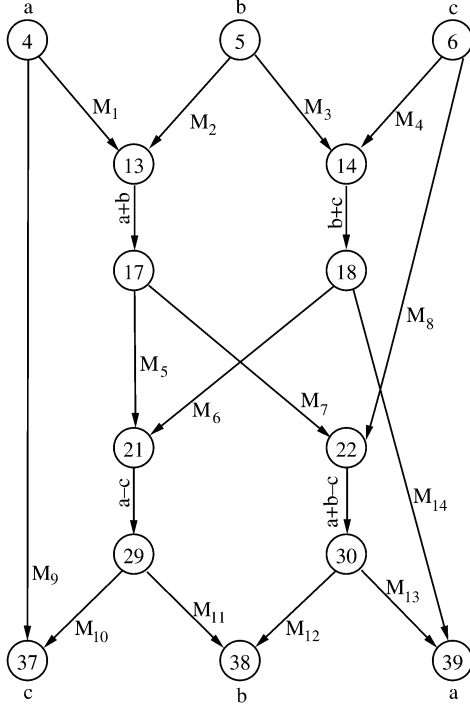 a b c
4 5 6
M1 M2 M3 M4
13 14
a+b b+c
17 18
M8
M5 M6 M7
21 22
M14
a–c a+b–c
29 30
M9 M10 M11 M12 M13
37 38 39
c b a